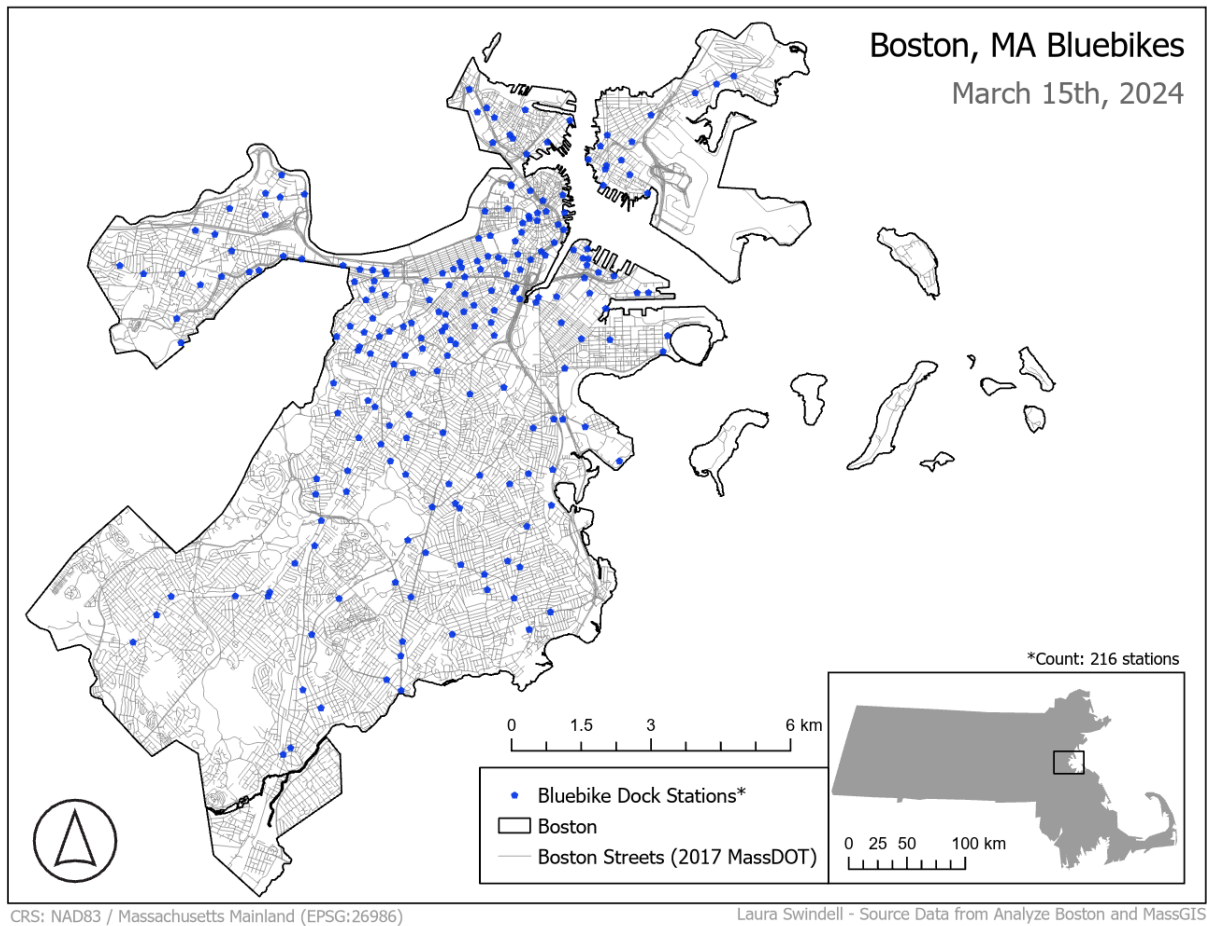 Boston, MA Bluebikes
March 15th, 2024
*Count: 216 stations
0 1.5 3 6 km
Bluebike Dock Stations*
Boston
Boston Streets (2017 MassDOT)
0 25 50 100 km
CRS: NAD83 / Massachusetts Mainland (EPSG:26986)
Laura Swindell - Source Data from Analyze Boston and MassGIS